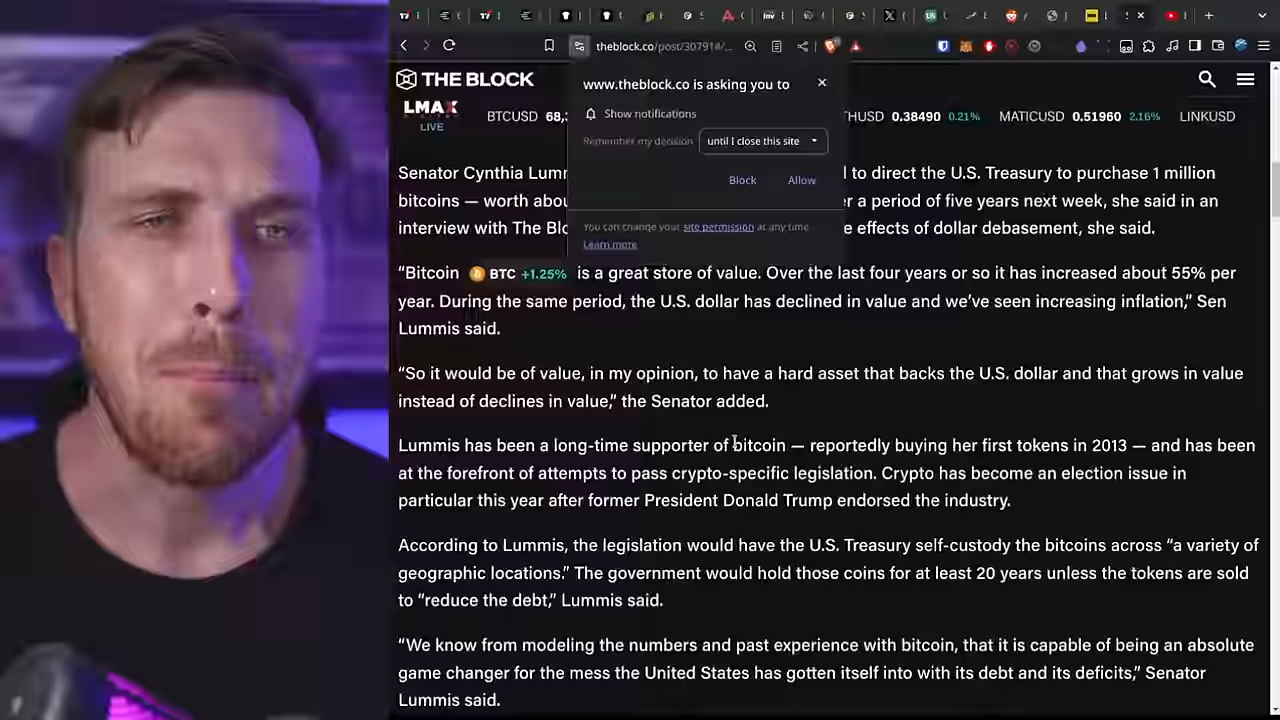 theblock.co/post/30791#/...
THE BLOCK
www.theblock.co is asking you to
Show notifications
Remember my decision
until I close this site
Block
Allow
You can change your site permission at any time
Learn more
LMAX
LIVE
BTCUSD 68,
THUSD 0.38490 0.21% MATICUSD 0.51960 2.16% LINKUSD
Senator Cynthia Lumm d to direct the U.S. Treasury to purchase 1 million
bitcoins — worth abou er a period of five years next week, she said in an
interview with The Blo e effects of dollar debasement, she said.
“Bitcoin BTC +1.25% is a great store of value. Over the last four years or so it has increased about 55% per
year. During the same period, the U.S. dollar has declined in value and we’ve seen increasing inflation,” Sen
Lummis said.
“So it would be of value, in my opinion, to have a hard asset that backs the U.S. dollar and that grows in value
instead of declines in value,” the Senator added.
Lummis has been a long-time supporter of bitcoin — reportedly buying her first tokens in 2013 — and has been
at the forefront of attempts to pass crypto-specific legislation. Crypto has become an election issue in
particular this year after former President Donald Trump endorsed the industry.
According to Lummis, the legislation would have the U.S. Treasury self-custody the bitcoins across “a variety of
geographic locations.” The government would hold those coins for at least 20 years unless the tokens are sold
to “reduce the debt,” Lummis said.
“We know from modeling the numbers and past experience with bitcoin, that it is capable of being an absolute
game changer for the mess the United States has gotten itself into with its debt and its deficits,” Senator
Lummis said.